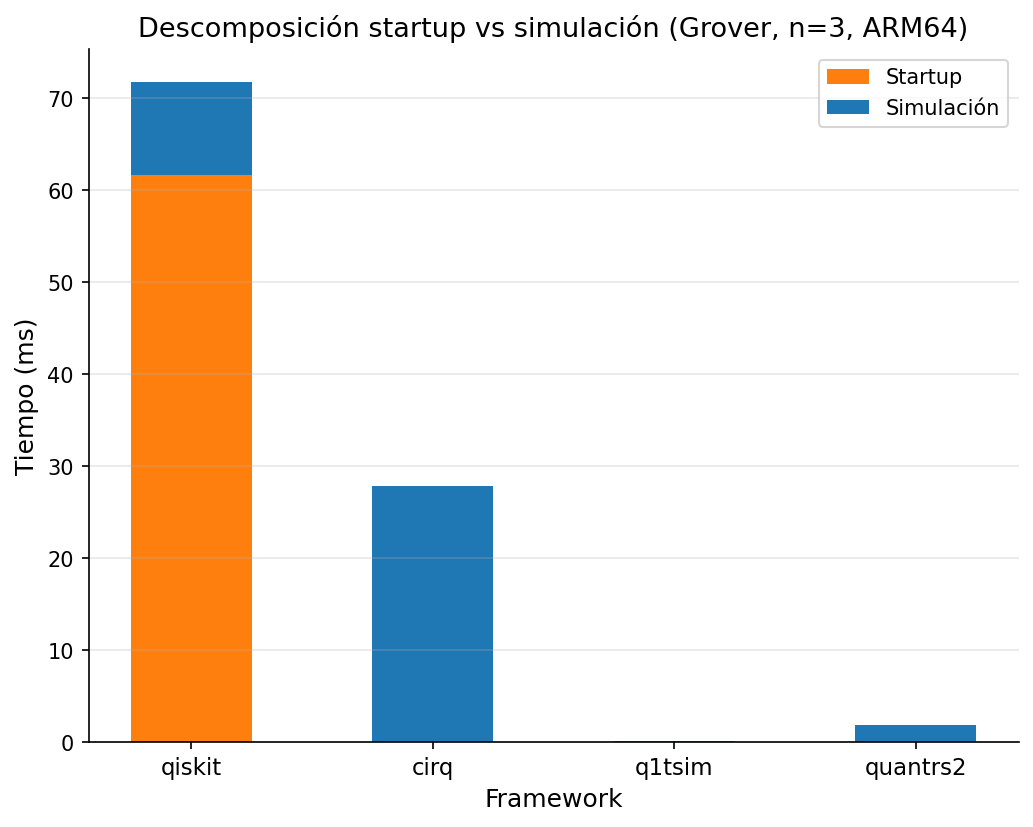 Descomposición startup vs simulación (Grover, n=3, ARM64)
Startup
Simulación
Tiempo (ms)
70
60
50
40
30
20
10
0
qiskit cirq q1tsim quantrs2
Framework